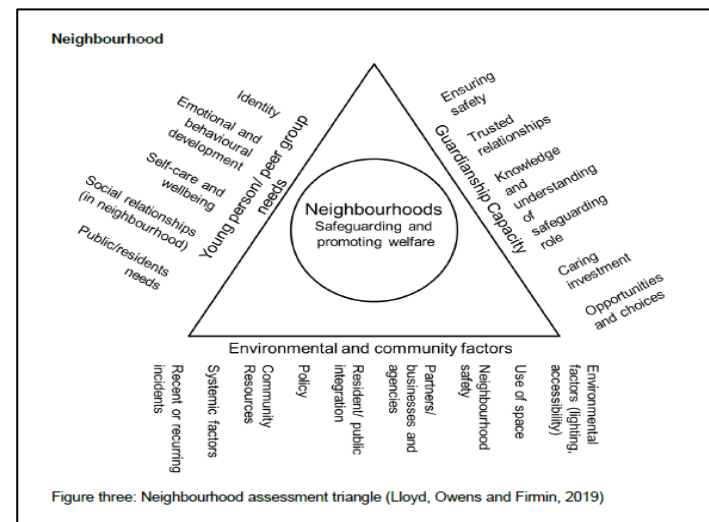 Neighbourhood
Identity
Emotional and
behavioural
development
Self-care and
wellbeing
Social relationships
(in neighbourhood)
Public/residents
needs
Young person/ peer group
needs
Ensuring
safety
Trusted
relationships
Knowledge
and
understanding
of
safeguarding
role
Caring
investment
Opportunities
and choices
Guardianship Capacity
Neighbourhoods
Safeguarding and
promoting welfare
Environmental and community factors
Recent or recurring
incidents
Systemic factors
Community
Resources
Policy
Resident/ public
integration
Partners/
businesses and
agencies
Neighbourhood
safety
Use of space
Environmental
factors (lighting,
accessibility)
Figure three: Neighbourhood assessment triangle (Lloyd, Owens and Firmin, 2019)